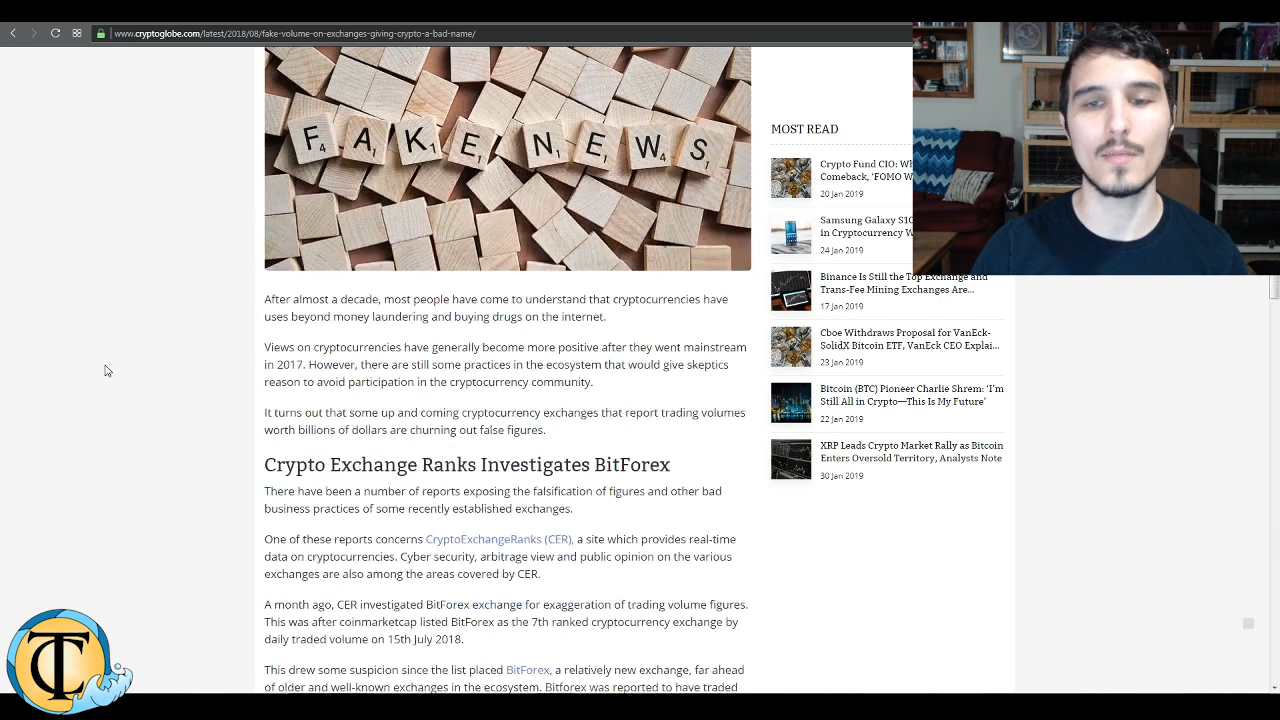 www.cryptoglobe.com/latest/2018/08/fake-volume-on-exchanges-giving-crypto-a-bad-name/
FAKE NEWS
After almost a decade, most people have come to understand that cryptocurrencies have
uses beyond money laundering and buying drugs on the internet.
Views on cryptocurrencies have generally become more positive after they went mainstream
in 2017. However, there are still some practices in the ecosystem that would give skeptics
reason to avoid participation in the cryptocurrency community.
It turns out that some up and coming cryptocurrency exchanges that report trading volumes
worth billions of dollars are churning out false figures.
Crypto Exchange Ranks Investigates BitForex
There have been a number of reports exposing the falsification of figures and other bad
business practices of some recently established exchanges.
One of these reports concerns CryptoExchangeRanks (CER), a site which provides real-time
data on cryptocurrencies. Cyber security, arbitrage view and public opinion on the various
exchanges are also among the areas covered by CER.
A month ago, CER investigated BitForex exchange for exaggeration of trading volume figures.
This was after coinmarketcap listed BitForex as the 7th ranked cryptocurrency exchange by
daily traded volume on 15th July 2018.
This drew some suspicion since the list placed BitForex, a relatively new exchange, far ahead
of older and well-known exchanges in the ecosystem. Bitforex was reported to have traded
MOST READ
Crypto Fund CIO:
Comeback, 'FOMO
20 Jan 2019
Samsung Galaxy S10
in Cryptocurrency
24 Jan 2019
Binance Is Still the Top Exchange and
Trans-Fee Mining Exchanges Are...
17 Jan 2019
Cboe Withdraws Proposal for VanEck-
SolidX Bitcoin ETF, VanEck CEO Explai...
23 Jan 2019
Bitcoin (BTC) Pioneer Charlie Shrem: 'I'm
Still All in Crypto—This Is My Future'
22 Jan 2019
XRP Leads Crypto Market Rally as Bitcoin
Enters Oversold Territory, Analysts Note
30 Jan 2019
TC